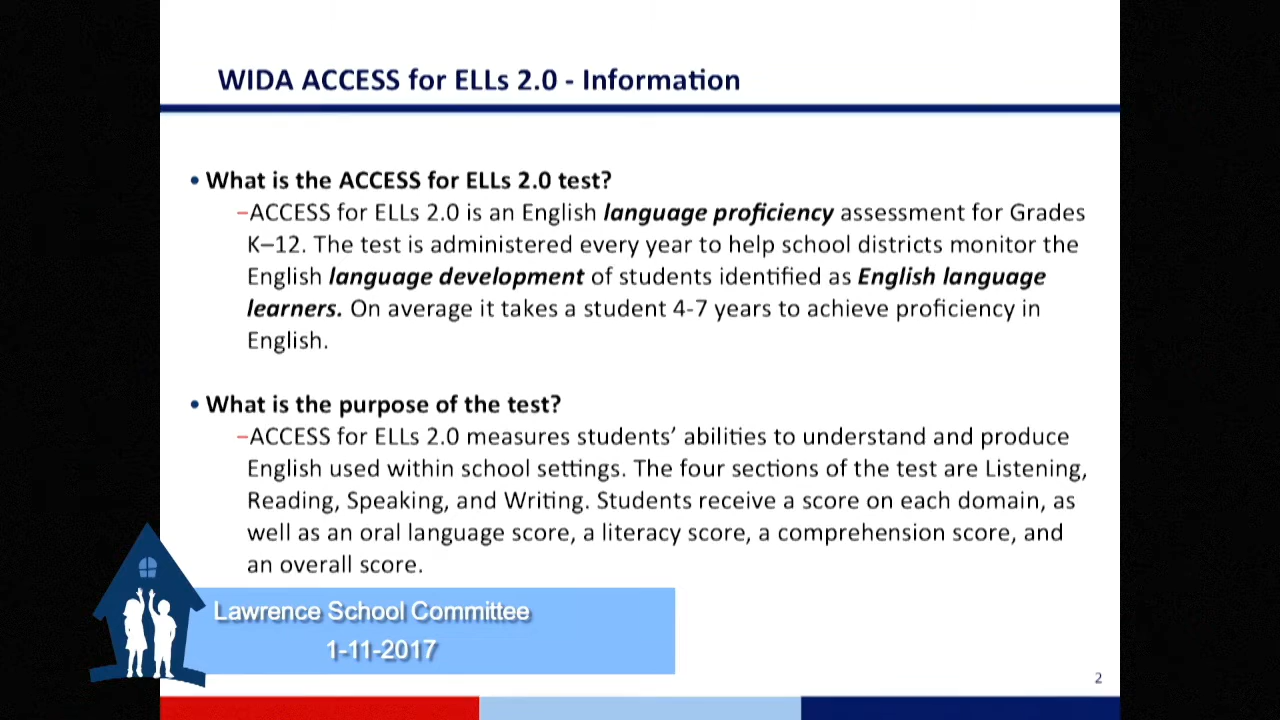 WIDA ACCESS for ELLs 2.0 - Information
• What is the ACCESS for ELLs 2.0 test?
–ACCESS for ELLs 2.0 is an English language proficiency assessment for Grades
K–12. The test is administered every year to help school districts monitor the
English language development of students identified as English language
learners. On average it takes a student 4-7 years to achieve proficiency in
English.
• What is the purpose of the test?
–ACCESS for ELLs 2.0 measures students’ abilities to understand and produce
English used within school settings. The four sections of the test are Listening,
Reading, Speaking, and Writing. Students receive a score on each domain, as
well as an oral language score, a literacy score, a comprehension score, and
an overall score.
Lawrence School Committee
1-11-2017
2